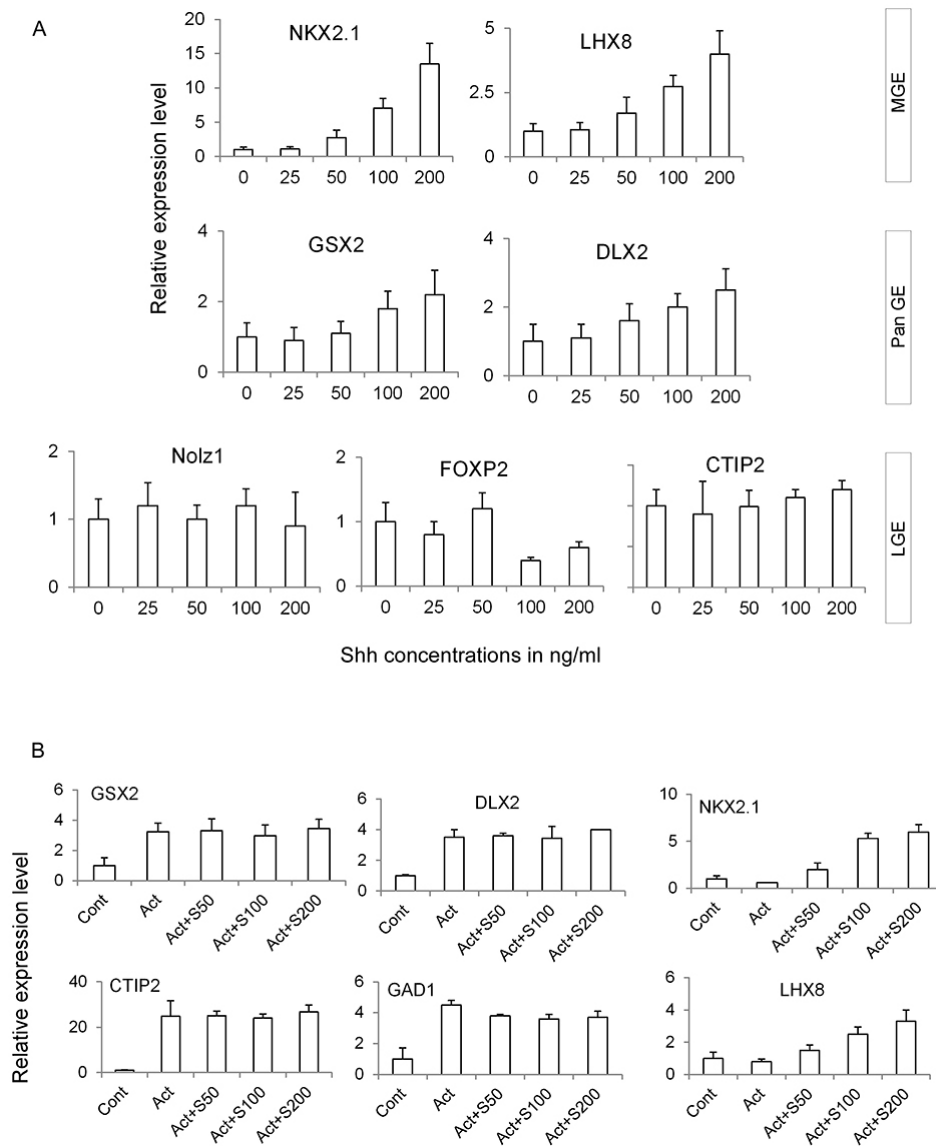 A
Relative expression level
NKX2.1
20
15
10
5
0
0 25 50 100 200
LHX8
5
2.5
0
0 25 50 100 200
MGE
GSX2
4
2
0
0 25 50 100 200
DLX2
4
2
0
0 25 50 100 200
Pan GE
Nolz1
2
1
0
0 25 50 100 200
FOXP2
2
1
0
0 25 50 100 200
CTIP2
0 25 50 100 200
LGE
Shh concentrations in ng/ml
B
Relative expression level
GSX2
6
4
2
0
Cont Act Act+S50 Act+S100 Act+S200
DLX2
6
4
2
0
Cont Act Act+S50 Act+S100 Act+S200
NKX2.1
10
5
0
Cont Act Act+S50 Act+S100 Act+S200
CTIP2
40
20
0
Cont Act Act+S50 Act+S100 Act+S200
GAD1
6
4
2
0
Cont Act Act+S50 Act+S100 Act+S200
LHX8
6
4
2
0
Cont Act Act+S50 Act+S100 Act+S200